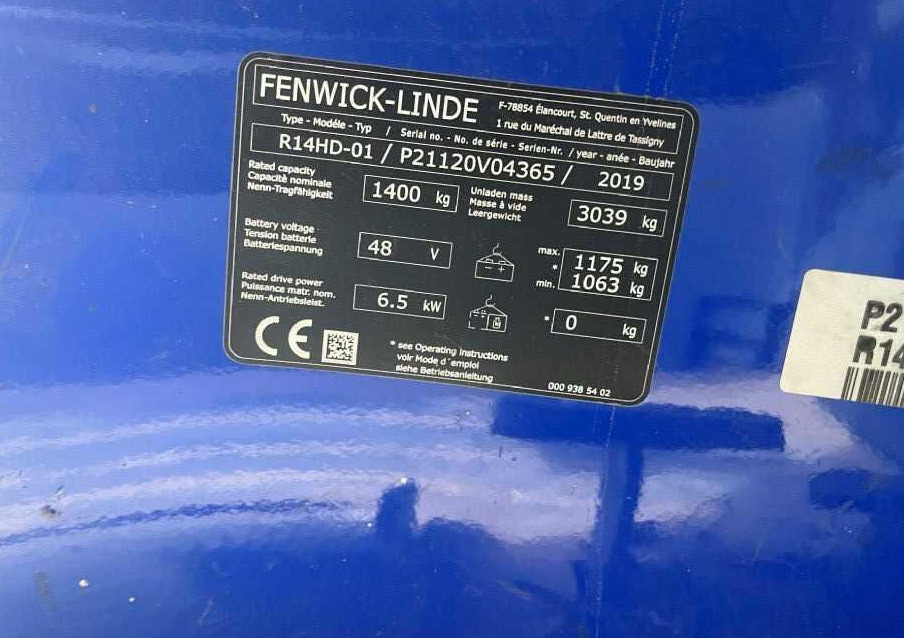 FENWICK-LINDE
F-78854 Élancourt, St. Quentin en Yvelines
1 rue du Maréchal de Lattre de Tassigny
Type - Modéle - Typ / Serial no. - No. de série - Serien-Nr. / year - anée - Baujahr
R14HD-01 / P21120V04365 / 2019
Rated capacity
Capacité nominale
Nenn-Tragfähigkeit
1400 kg
Unladen mass
Masse à vide
Leergewicht
3039 kg
Battery voltage
Tension batterie
Batteriespannung
48 V
max. 1175 kg
*
min. 1063 kg
Rated drive power
Puissance matr. nom.
Nenn-Antriebsleist.
6.5 kW
* 0 kg
CE
* see Operating instructions
voir Mode d'emploi
siehe Betriebsanleitung
000 938 54 02
P2
R14